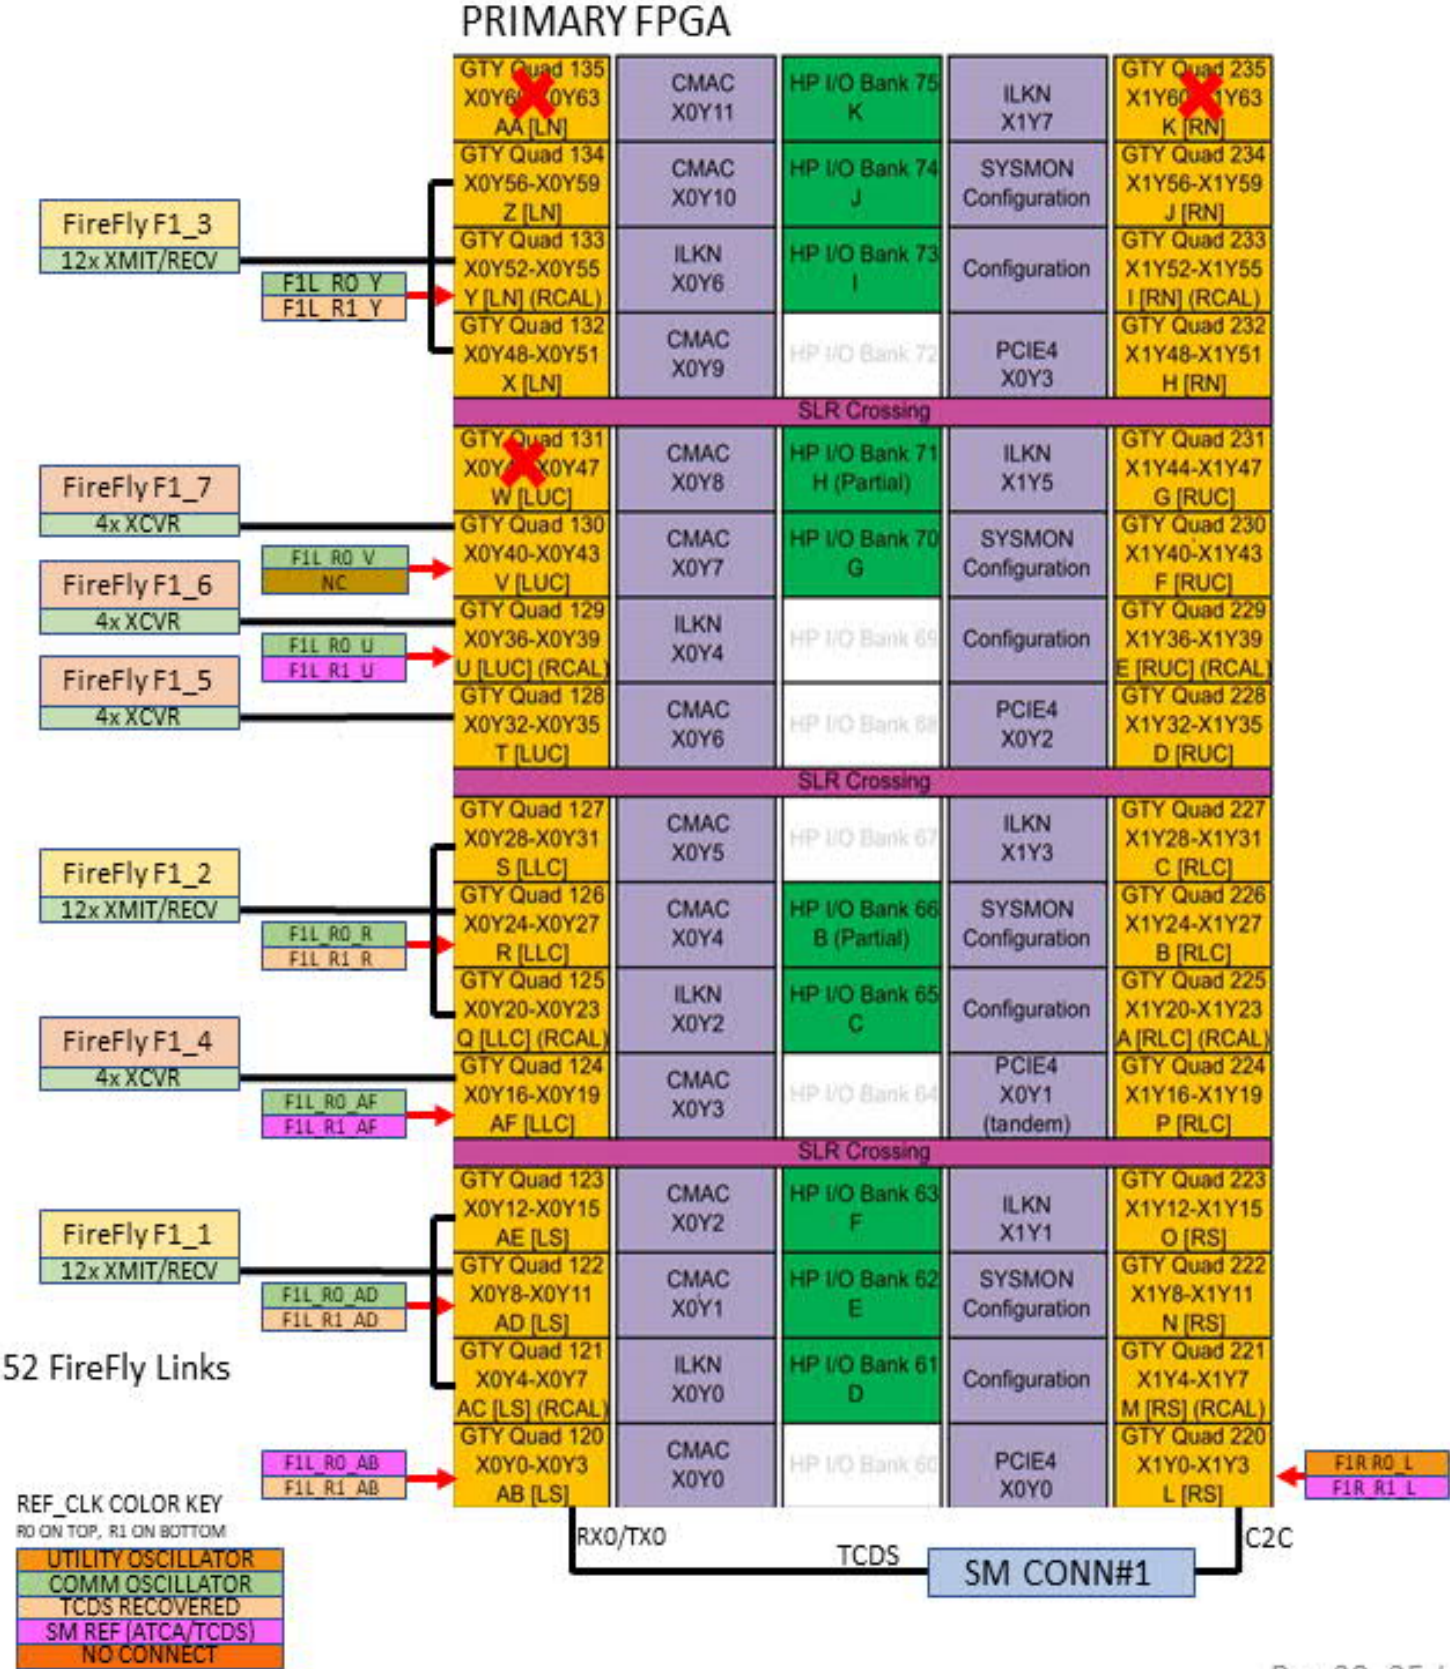 PRIMARY FPGA
GTY Quad 135
AA [LN]
CMAC
X0Y11
HP I/O Bank 75
K
ILKN
X1Y7
GTY Quad 235
K [RN]
GTY Quad 134
X0Y56-X0Y59
Z [LN]
CMAC
X0Y10
HP I/O Bank 74
J
SYSMON
Configuration
GTY Quad 234
X1Y56-X1Y59
J [RN]
FireFly F1_3
12x XMIT/RECV
F1L_R0_Y
F1L_R1_Y
GTY Quad 133
X0Y52-X0Y55
Y [LN] (RCAL)
ILKN
X0Y6
HP I/O Bank 73
I
Configuration
GTY Quad 233
X1Y52-X1Y55
I [RN] (RCAL)
GTY Quad 132
X0Y48-X0Y51
X [LN]
CMAC
X0Y9
HP I/O Bank 72
PCIE4
X0Y3
GTY Quad 232
X1Y48-X1Y51
H [RN]
SLR Crossing
GTY Quad 131
W [LUC]
CMAC
X0Y8
HP I/O Bank 71
H (Partial)
ILKN
X1Y5
GTY Quad 231
X1Y44-X1Y47
G [RUC]
FireFly F1_7
4x XCVR
F1L_R0_V
NC
GTY Quad 130
X0Y40-X0Y43
V [LUC]
CMAC
X0Y7
HP I/O Bank 70
G
SYSMON
Configuration
GTY Quad 230
X1Y40-X1Y43
F [RUC]
FireFly F1_6
4x XCVR
F1L_R0_U
F1L_R1_U
GTY Quad 129
X0Y36-X0Y39
U [LUC] (RCAL)
ILKN
X0Y4
HP I/O Bank 69
Configuration
GTY Quad 229
X1Y36-X1Y39
E [RUC] (RCAL)
FireFly F1_5
4x XCVR
GTY Quad 128
X0Y32-X0Y35
T [LUC]
CMAC
X0Y6
HP I/O Bank 68
PCIE4
X0Y2
GTY Quad 228
X1Y32-X1Y35
D [RUC]
SLR Crossing
GTY Quad 127
X0Y28-X0Y31
S [LLC]
CMAC
X0Y5
HP I/O Bank 67
ILKN
X1Y3
GTY Quad 227
X1Y28-X1Y31
C [RLC]
FireFly F1_2
12x XMIT/RECV
F1L_R0_R
F1L_R1_R
GTY Quad 126
X0Y24-X0Y27
R [LLC]
CMAC
X0Y4
HP I/O Bank 66
B (Partial)
SYSMON
Configuration
GTY Quad 226
X1Y24-X1Y27
B [RLC]
GTY Quad 125
X0Y20-X0Y23
Q [LLC] (RCAL)
ILKN
X0Y2
HP I/O Bank 65
C
Configuration
GTY Quad 225
X1Y20-X1Y23
A [RLC] (RCAL)
FireFly F1_4
4x XCVR
F1L_R0_AF
F1L_R1_AF
GTY Quad 124
X0Y16-X0Y19
AF [LLC]
CMAC
X0Y3
HP I/O Bank 64
PCIE4
X0Y1
(tandem)
GTY Quad 224
X1Y16-X1Y19
P [RLC]
SLR Crossing
GTY Quad 123
X0Y12-X0Y15
AE [LS]
CMAC
X0Y2
HP I/O Bank 63
F
ILKN
X1Y1
GTY Quad 223
X1Y12-X1Y15
O [RS]
FireFly F1_1
12x XMIT/RECV
F1L_R0_AD
F1L_R1_AD
GTY Quad 122
X0Y8-X0Y11
AD [LS]
CMAC
X0Y1
HP I/O Bank 62
E
SYSMON
Configuration
GTY Quad 222
X1Y8-X1Y11
N [RS]
52 FireFly Links
GTY Quad 121
X0Y4-X0Y7
AC [LS] (RCAL)
ILKN
X0Y0
HP I/O Bank 61
D
Configuration
GTY Quad 221
X1Y4-X1Y7
M [RS] (RCAL)
F1L_R0_AB
F1L_R1_AB
GTY Quad 120
X0Y0-X0Y3
AB [LS]
CMAC
X0Y0
HP I/O Bank 60
PCIE4
X0Y0
GTY Quad 220
X1Y0-X1Y3
L [RS]
F1R R0_L
F1R_R1_L
RX0/TX0
TCDS
SM CONN#1
C2C
REF_CLK COLOR KEY
R0 ON TOP, R1 ON BOTTOM
UTILITY OSCILLATOR
COMM OSCILLATOR
TCDS RECOVERED
SM REF (ATCA/TCDS)
NO CONNECT